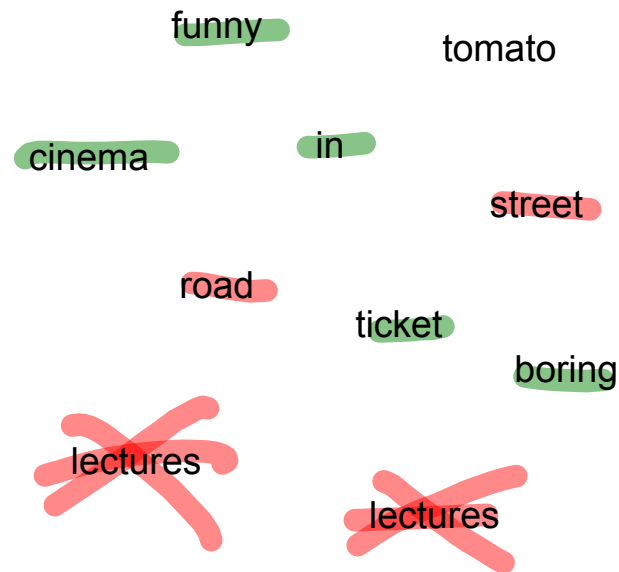 funny
tomato
cinema
in
street
road
ticket
boring
lectures
lectures